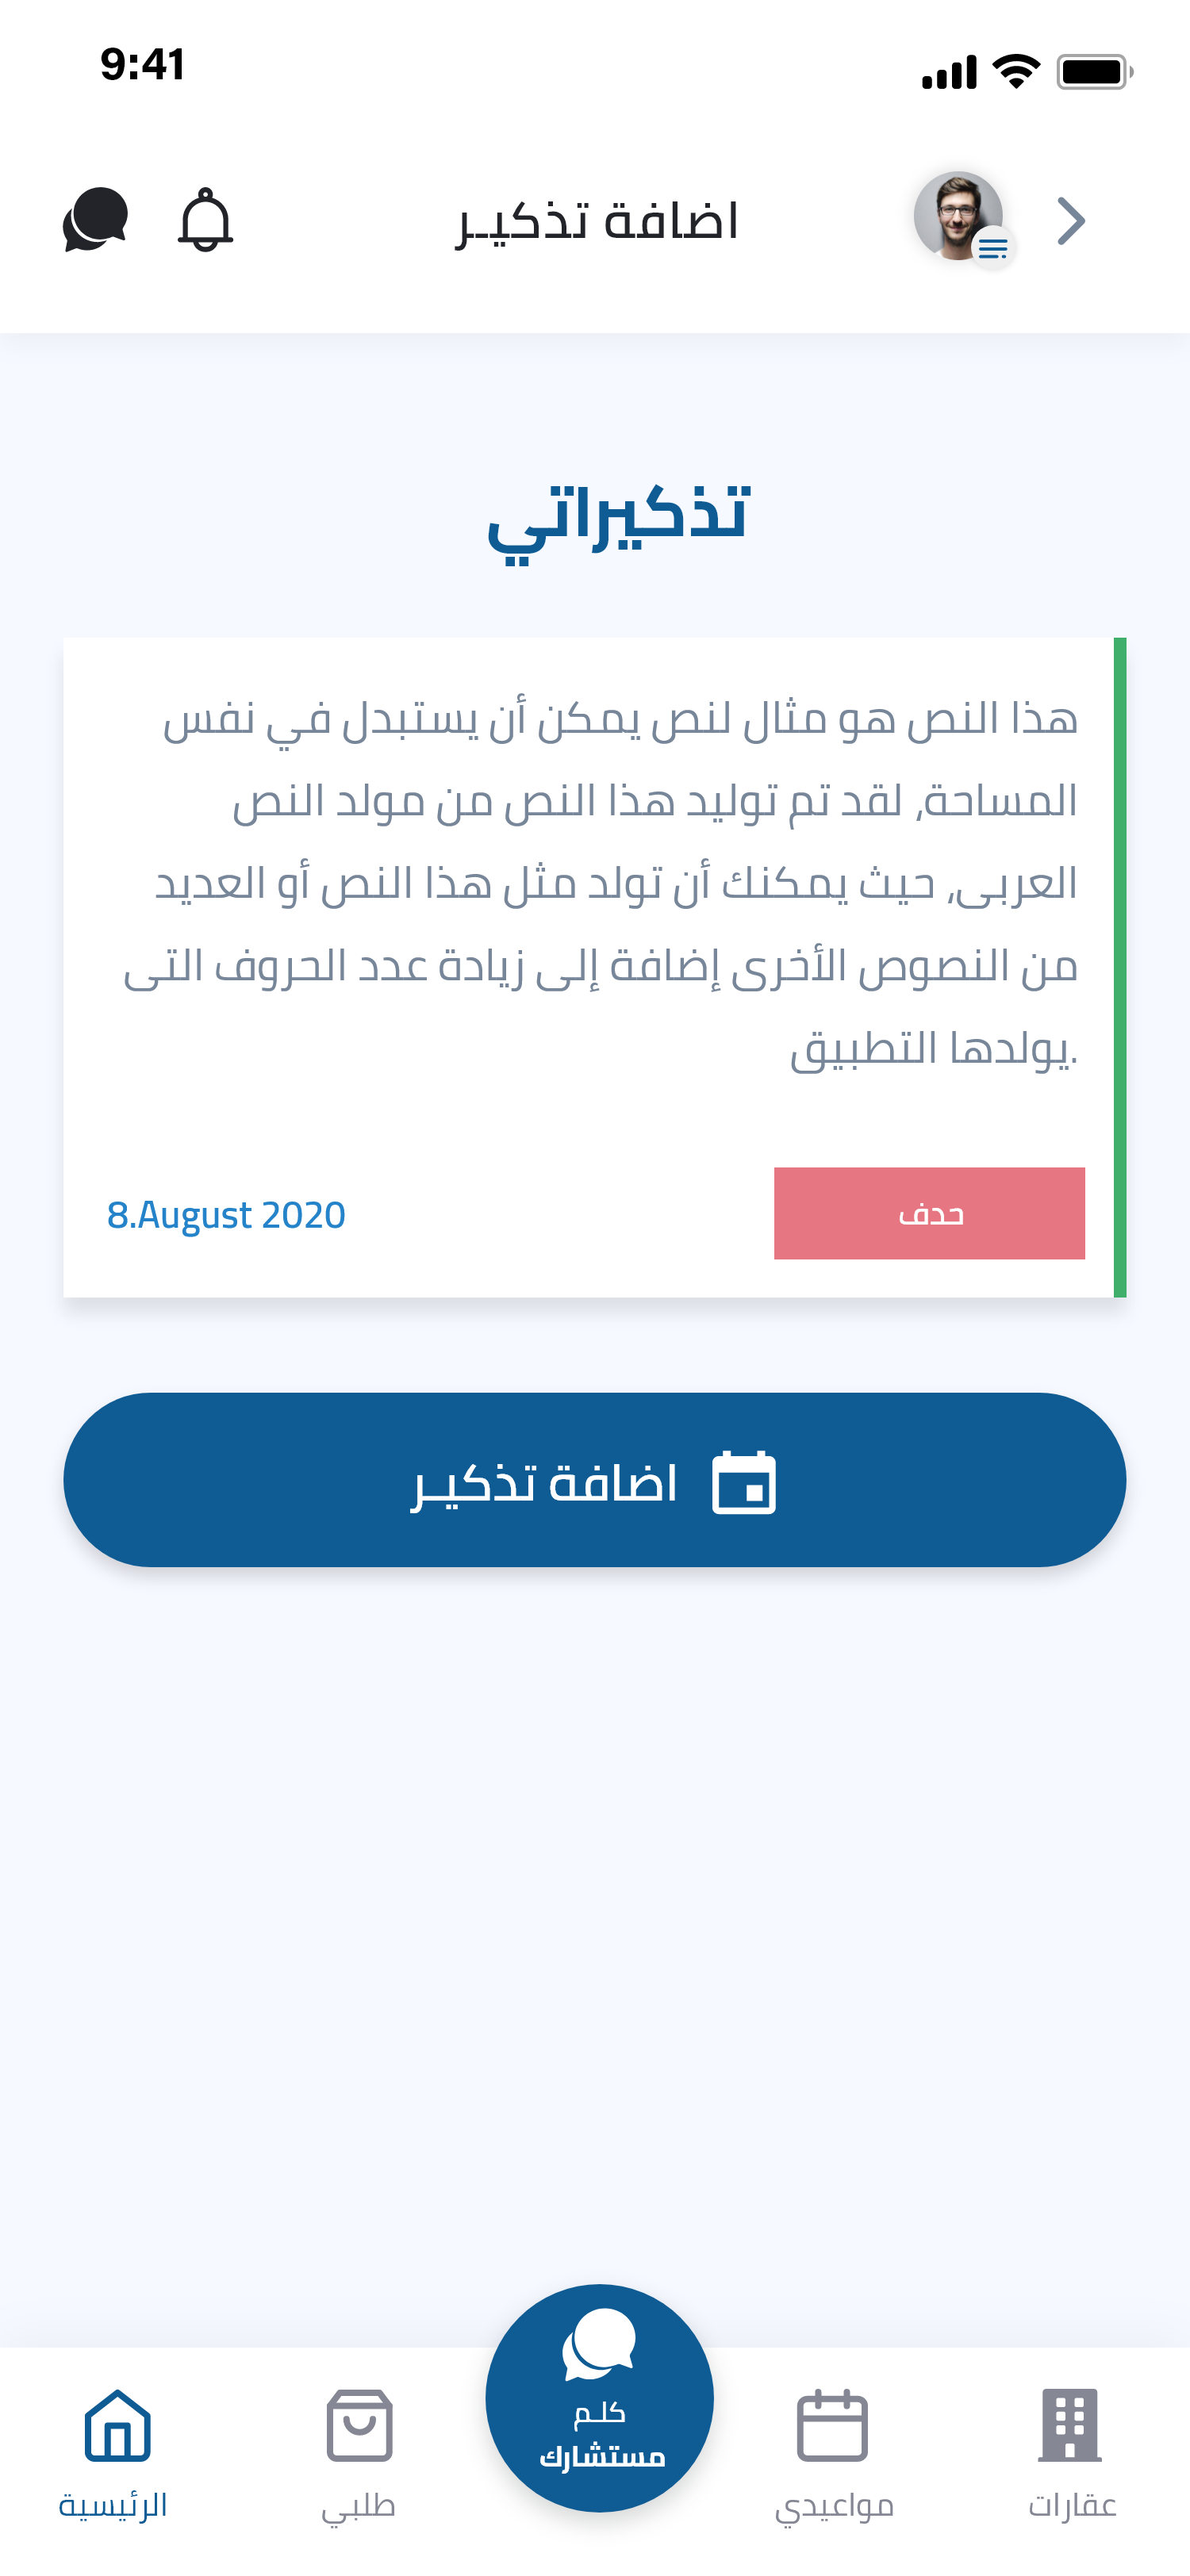 9:41
اضافة تذكيـر
تذكيراتي
هذا النص هو مثال لنص يمكن أن يستبدل في نفس
المساحة، لقد تم توليد هذا النص من مولد النص
العربى، حيث يمكنك أن تولد مثل هذا النص أو العديد
من النصوص الأخرى إضافة إلى زيادة عدد الحروف التى
.يولدها التطبيق
حدف
8.August 2020
اضافة تذكيـر
كلـم
مستشارك
عقارات
مواعيدي
طلبي
الرئيسية